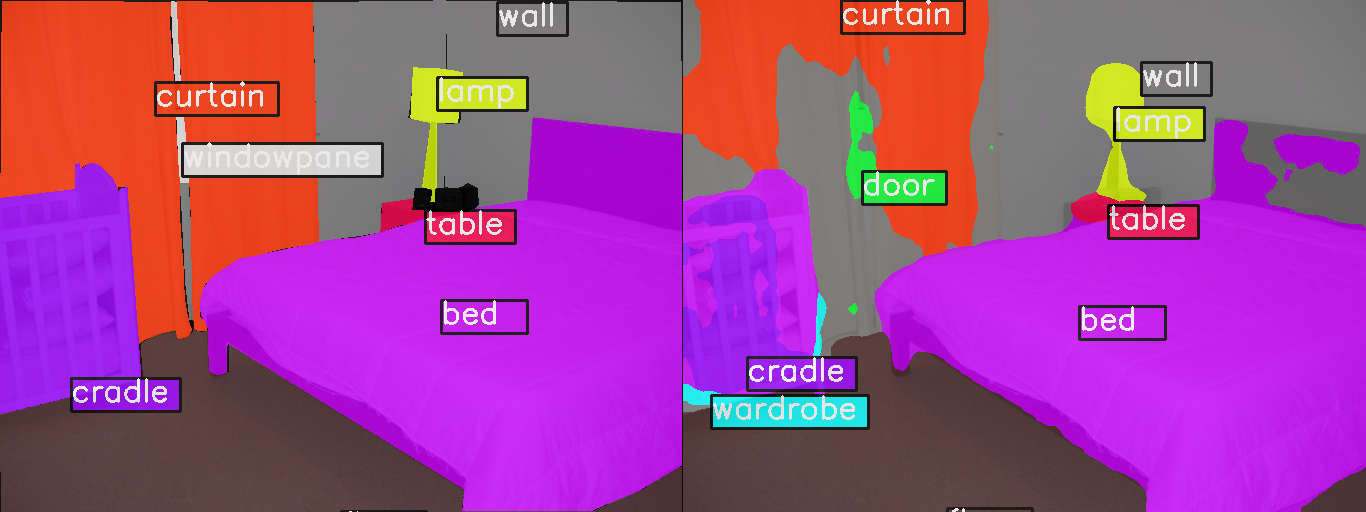 wall
curtain
lamp
windowpane
table
bed
cradle
curtain
wall
lamp
door
table
bed
cradle
wardrobe